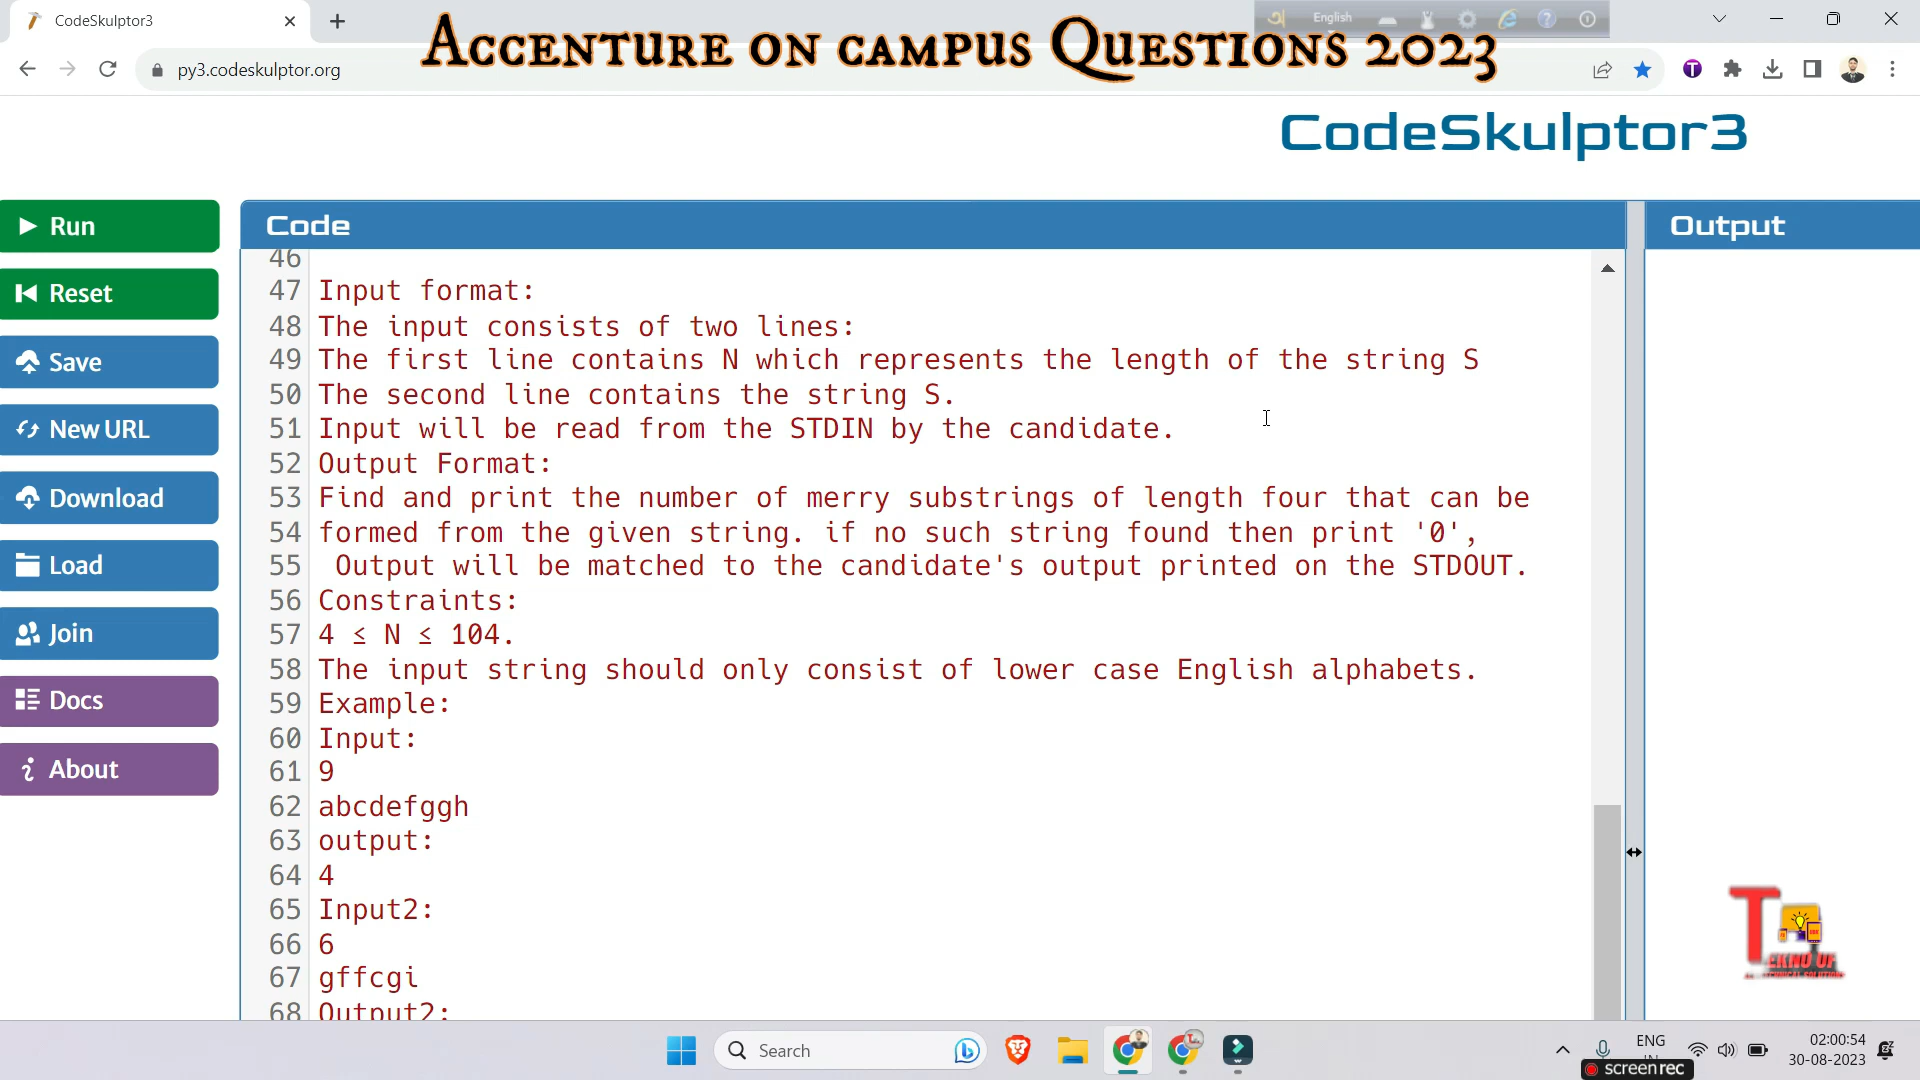 CodeSkulptor3
English
Accenture on campus Questions 2023
py3.codeskulptor.org
CodeSkulptor3
Run
Reset
Save
New URL
Download
Load
Join
Docs
About
Code
Output
46
47 Input format:
48 The input consists of two lines:
49 The first line contains N which represents the length of the string S
50 The second line contains the string S.
51 Input will be read from the STDIN by the candidate.
52 Output Format:
53 Find and print the number of merry substrings of length four that can be
54 formed from the given string. if no such string found then print '0',
55 Output will be matched to the candidate's output printed on the STDOUT.
56 Constraints:
57 4 ≤ N ≤ 104.
58 The input string should only consist of lower case English alphabets.
59 Example:
60 Input:
61 9
62 abcdefggh
63 output:
64 4
65 Input2:
66 6
67 gffcgi
68 Output2:
Search
ENG
02:00:54
30-08-2023
screenrec